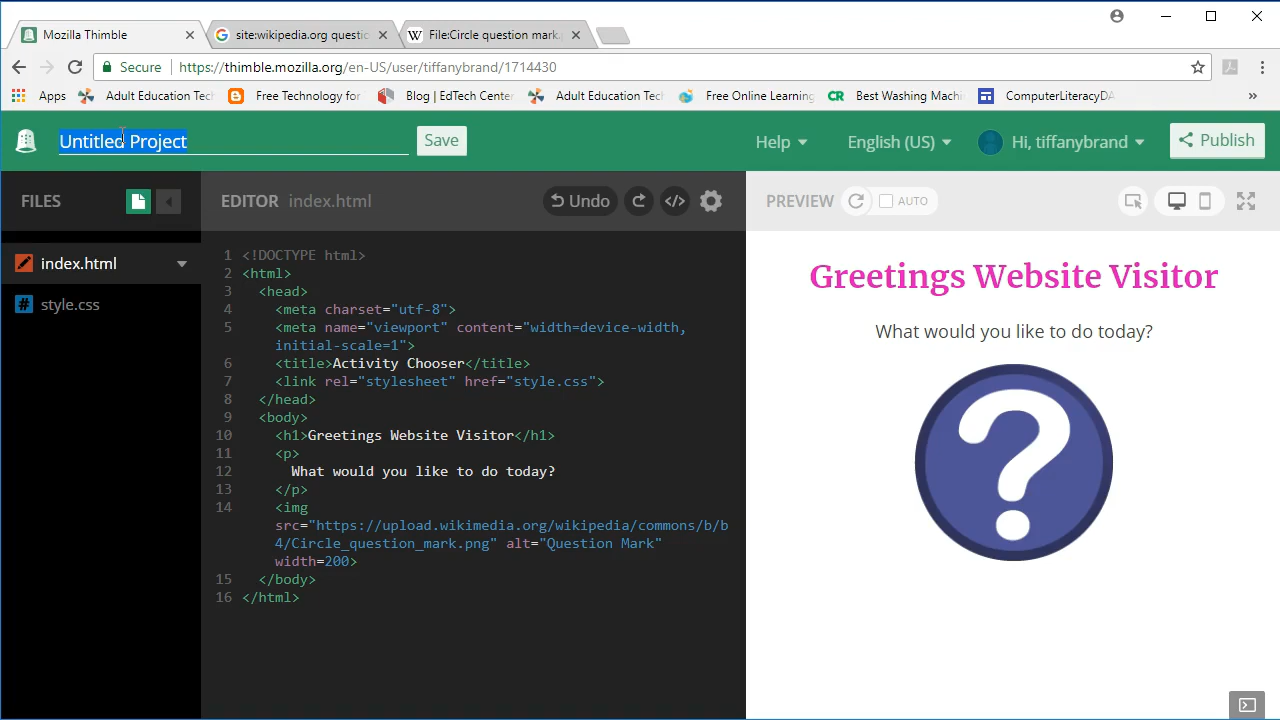 Mozilla Thimble
site:wikipedia.org questio
File:Circle question mark.p
Secure https://thimble.mozilla.org/en-US/user/tiffanybrand/1714430
Apps Adult Education Tec Free Technology for Blog | EdTech Center Adult Education Tec Free Online Learning Best Washing Machi ComputerLiteracyDA »
Untitled Project Save Help English (US) Hi, tiffanybrand Publish
FILES
EDITOR index.html Undo
PREVIEW AUTO
index.html
style.css
1 <!DOCTYPE html>
2 <html>
3 <head>
4 <meta charset="utf-8">
5 <meta name="viewport" content="width=device-width,
initial-scale=1">
6 <title>Activity Chooser</title>
7 <link rel="stylesheet" href="style.css">
8 </head>
9 <body>
10 <h1>Greetings Website Visitor</h1>
11 <p>
12 What would you like to do today?
13 </p>
14 <img
src="https://upload.wikimedia.org/wikipedia/commons/b/b
4/Circle_question_mark.png" alt="Question Mark"
width=200>
15 </body>
16 </html>
Greetings Website Visitor
What would you like to do today?
?